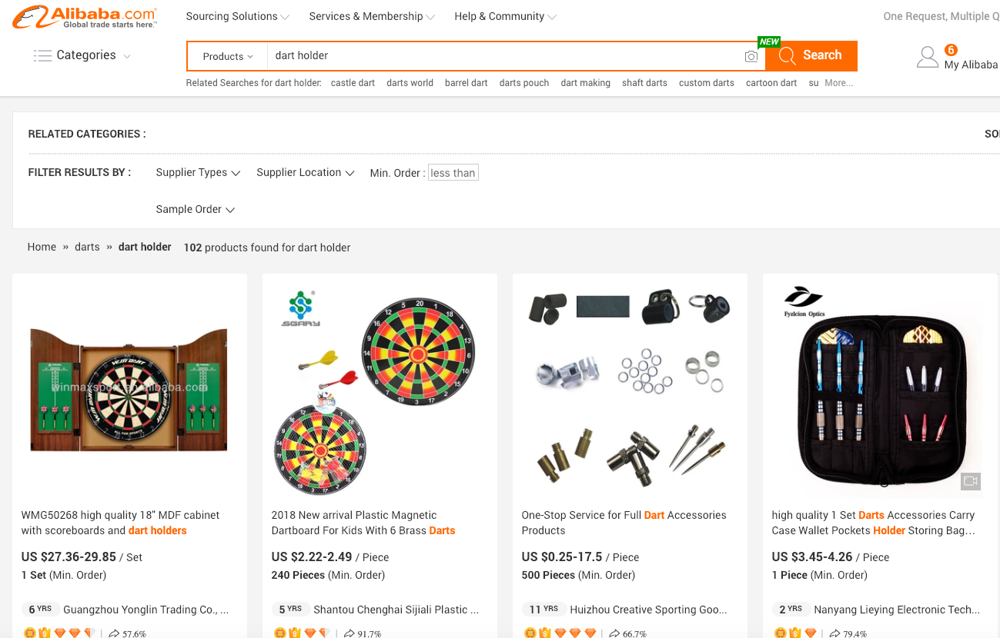 Alibaba.com
Global trade starts here.™
Sourcing Solutions
Services & Membership
Help & Community
One Request, Multiple Q
Categories
Products
dart holder
NEW
Search
6
My Alibaba
Related Searches for dart holder: castle dart darts world barrel dart darts pouch dart making shaft darts custom darts cartoon dart su More...
RELATED CATEGORIES :
FILTER RESULTS BY :
Supplier Types
Supplier Location
Min. Order : less than
Sample Order
Home » darts » dart holder 102 products found for dart holder
WMG50268 high quality 18" MDF cabinet
with scoreboards and dart holders
US $27.36-29.85 / Set
1 Set (Min. Order)
6 YRS Guangzhou Yonglin Trading Co., ...
57.6%
SGARY
2018 New arrival Plastic Magnetic
Dartboard For Kids With 6 Brass Darts
US $2.22-2.49 / Piece
240 Pieces (Min. Order)
5 YRS Shantou Chenghai Sijiali Plastic ...
91.7%
One-Stop Service for Full Dart Accessories
Products
US $0.25-17.5 / Piece
500 Pieces (Min. Order)
11 YRS Huizhou Creative Sporting Goo...
66.7%
FyzIcion Optics
high quality 1 Set Darts Accessories Carry
Case Wallet Pockets Holder Storing Bag...
US $3.45-4.26 / Piece
1 Piece (Min. Order)
2 YRS Nanyang Lieying Electronic Tech...
79.4%